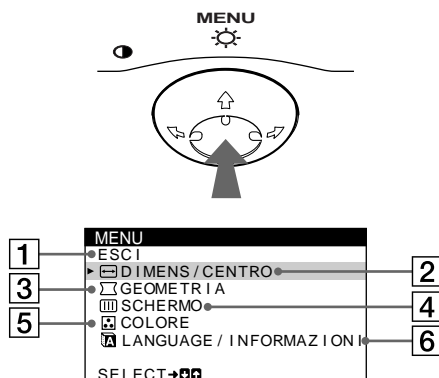 MENU
MENU
1 ESCI
DIMENS/CENTRO 2
3 GEOMETRIA
SCHERMO 4
5 COLORE
LANGUAGE/INFORMAZIONI 6
SELECT